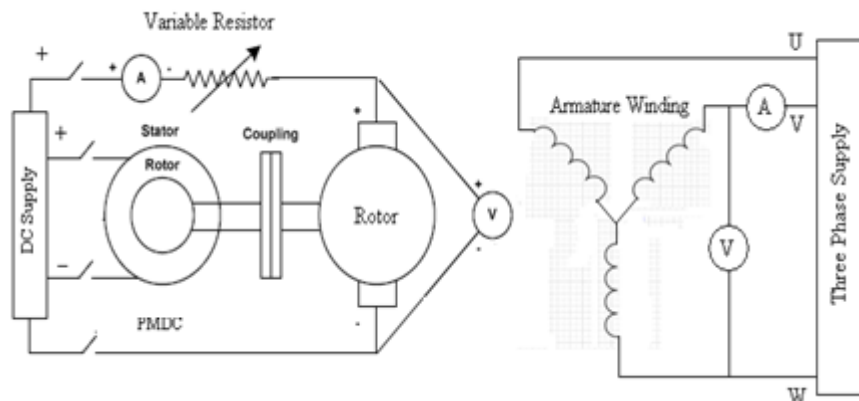 Variable Resistor
+
+ A -
U
Armature Winding
A
V
+
Stator
Coupling
+
Rotor
DC Supply
Rotor
+
V
-
V
Three Phase Supply
−
PMDC
-
W